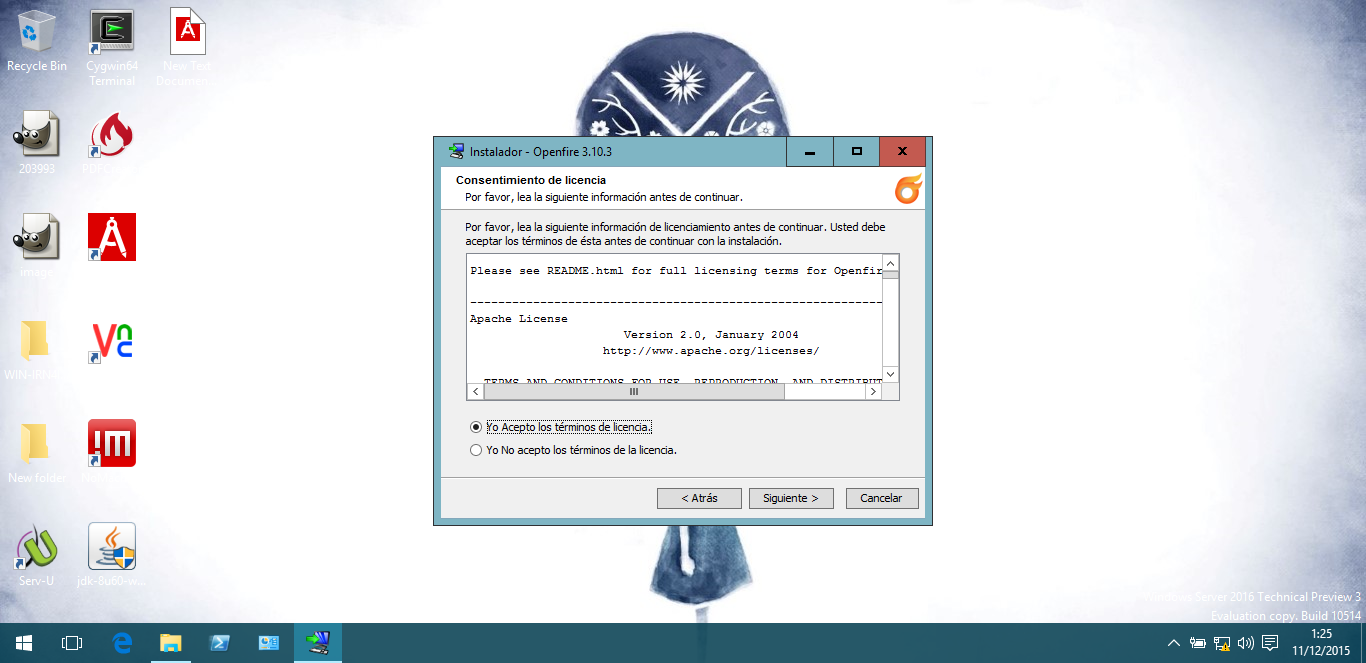 Recycle Bin
Cygwin64
Terminal
New Text
Documen...
203993
images
WIN-iRN
New folder
Serv-U
jdk-8u60-w...
Instalador - Openfire 3.10.3
Consentimiento de licencia
Por favor, lea la siguiente información antes de continuar.
Por favor, lea la siguiente información de licenciamiento antes de continuar. Usted debe
aceptar los términos de ésta antes de continuar con la instalación.
Please see README.html for full licensing terms for Openfir
------------------------------------------------------------
Apache License
Version 2.0, January 2004
http://www.apache.org/licenses/
TERMS AND CONDITIONS FOR USE, REPRODUCTION, AND DISTRIBUT
Yo Acepto los términos de licencia.
Yo No acepto los términos de la licencia.
< Atrás
Siguiente >
Cancelar
Server 2016 Technical Preview 3
Evaluation copy. Build 10514
1:25
11/12/2015